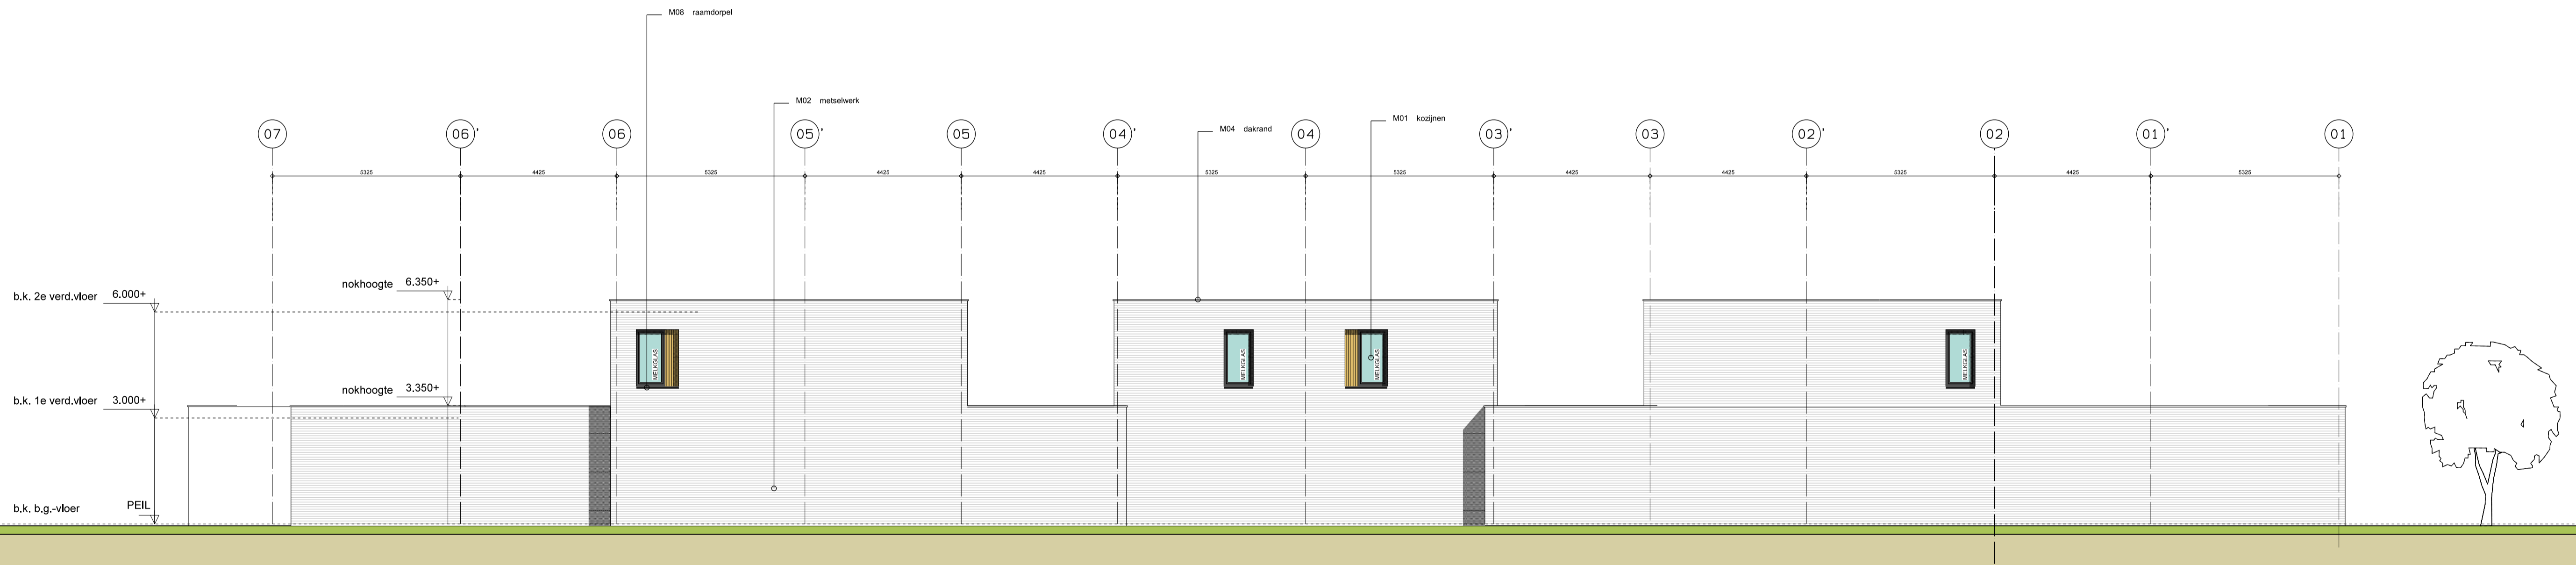 M08 raamdorpel
M02 metselwerk
M01 kozijnen
M04 dakrand
07 06' 06 05' 05 04' 04 03' 03 02' 02 01' 01
5325 4425 5325 4425 4425 5325 5325 4425 4425 5325 4425 5325
nokhoogte 6.350+
b.k. 2e verd.vloer 6.000+
MELKGLAS MELKGLAS MELKGLAS MELKGLAS
nokhoogte 3.350+
b.k. 1e verd.vloer 3.000+
b.k. b.g.-vloer PEIL